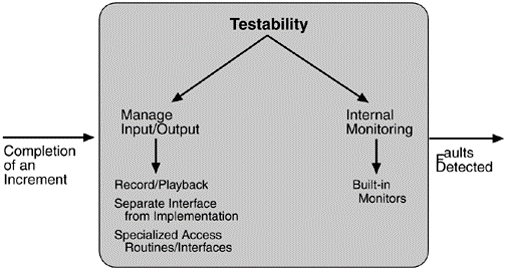 Testability
Manage
Input/Output
Internal
Monitoring
Completion
of an
Increment
Faults
Detected
Record/Playback
Separate Interface
from Implementation
Specialized Access
Routines/Interfaces
Built-in
Monitors